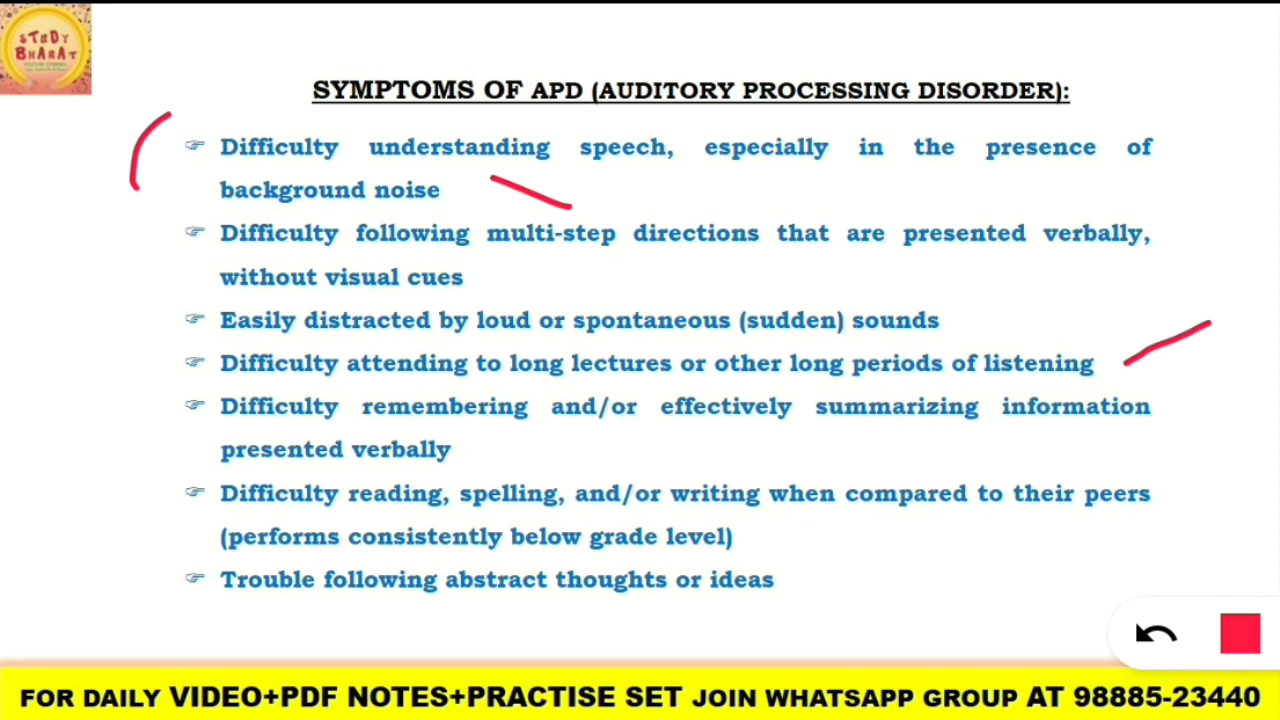 STUDY
BHARAT
YOUTUBE CHANNEL
SYMPTOMS OF APD (AUDITORY PROCESSING DISORDER):
☞ Difficulty understanding speech, especially in the presence of
background noise
☞ Difficulty following multi-step directions that are presented verbally,
without visual cues
☞ Easily distracted by loud or spontaneous (sudden) sounds
☞ Difficulty attending to long lectures or other long periods of listening
☞ Difficulty remembering and/or effectively summarizing information
presented verbally
☞ Difficulty reading, spelling, and/or writing when compared to their peers
(performs consistently below grade level)
☞ Trouble following abstract thoughts or ideas
FOR DAILY VIDEO+PDF NOTES+PRACTISE SET JOIN WHATSAPP GROUP AT 98885-23440